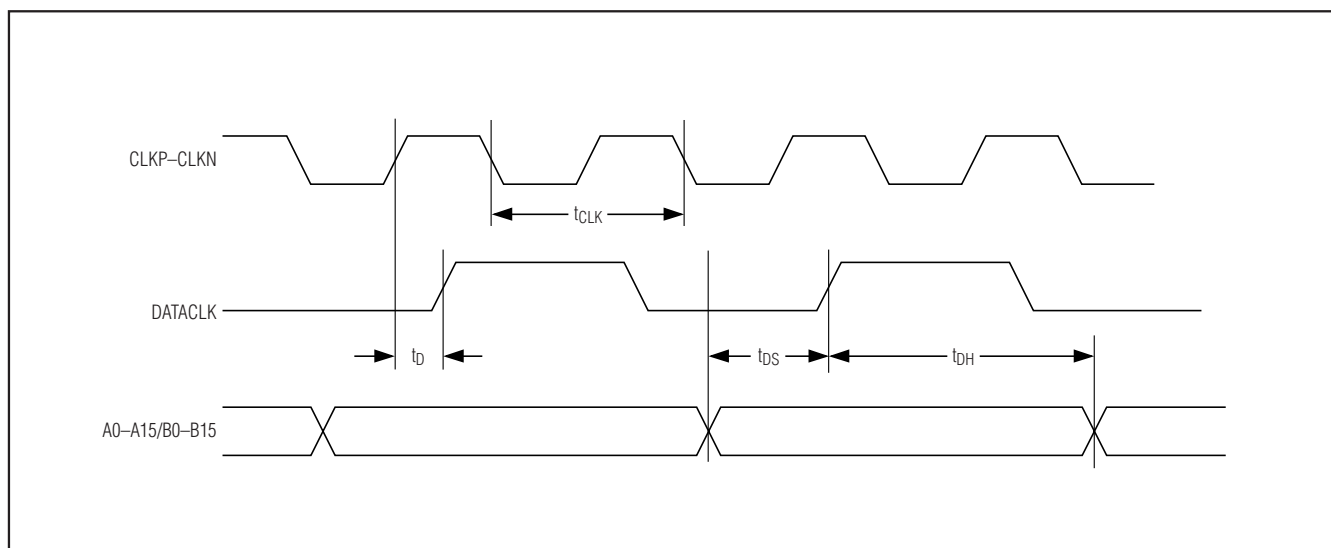 CLKP–CLKN
tCLK
DATACLK
tD
tDS
tDH
A0–A15/B0–B15